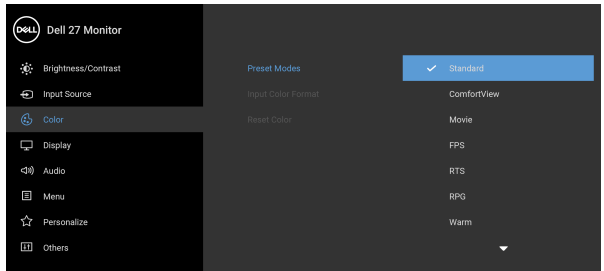 DELL Dell 27 Monitor
Brightness/Contrast
Input Source
Color
Display
Audio
Menu
Personalize
Others
Preset Modes
Input Color Format
Reset Color
Standard
ComfortView
Movie
FPS
RTS
RPG
Warm